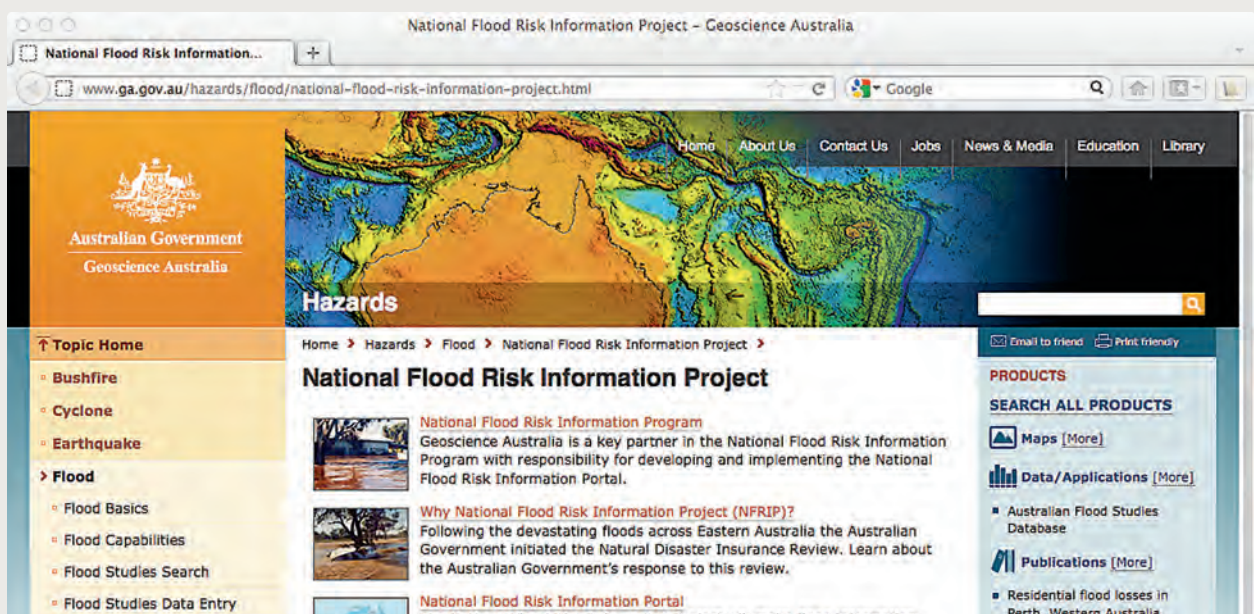 National Flood Risk Information Project – Geoscience Australia
National Flood Risk Information...
www.ga.gov.au/hazards/flood/national-flood-risk-information-project.html
Google
Home About Us Contact Us Jobs News & Media Education Library
Australian Government
Geoscience Australia
Hazards
Topic Home
Bushfire
Cyclone
Earthquake
Flood
Flood Basics
Flood Capabilities
Flood Studies Search
Flood Studies Data Entry
Home > Hazards > Flood > National Flood Risk Information Project >
National Flood Risk Information Project
National Flood Risk Information Program
Geoscience Australia is a key partner in the National Flood Risk Information
Program with responsibility for developing and implementing the National
Flood Risk Information Portal.
Why National Flood Risk Information Project (NFRIP)?
Following the devastating floods across Eastern Australia the Australian
Government initiated the Natural Disaster Insurance Review. Learn about
the Australian Government's response to this review.
National Flood Risk Information Portal
Email to friend Print friendly
PRODUCTS
SEARCH ALL PRODUCTS
Maps [More]
Data/Applications [More]
Australian Flood Studies
Database
Publications [More]
Residential flood losses in
Perth, Western Australia